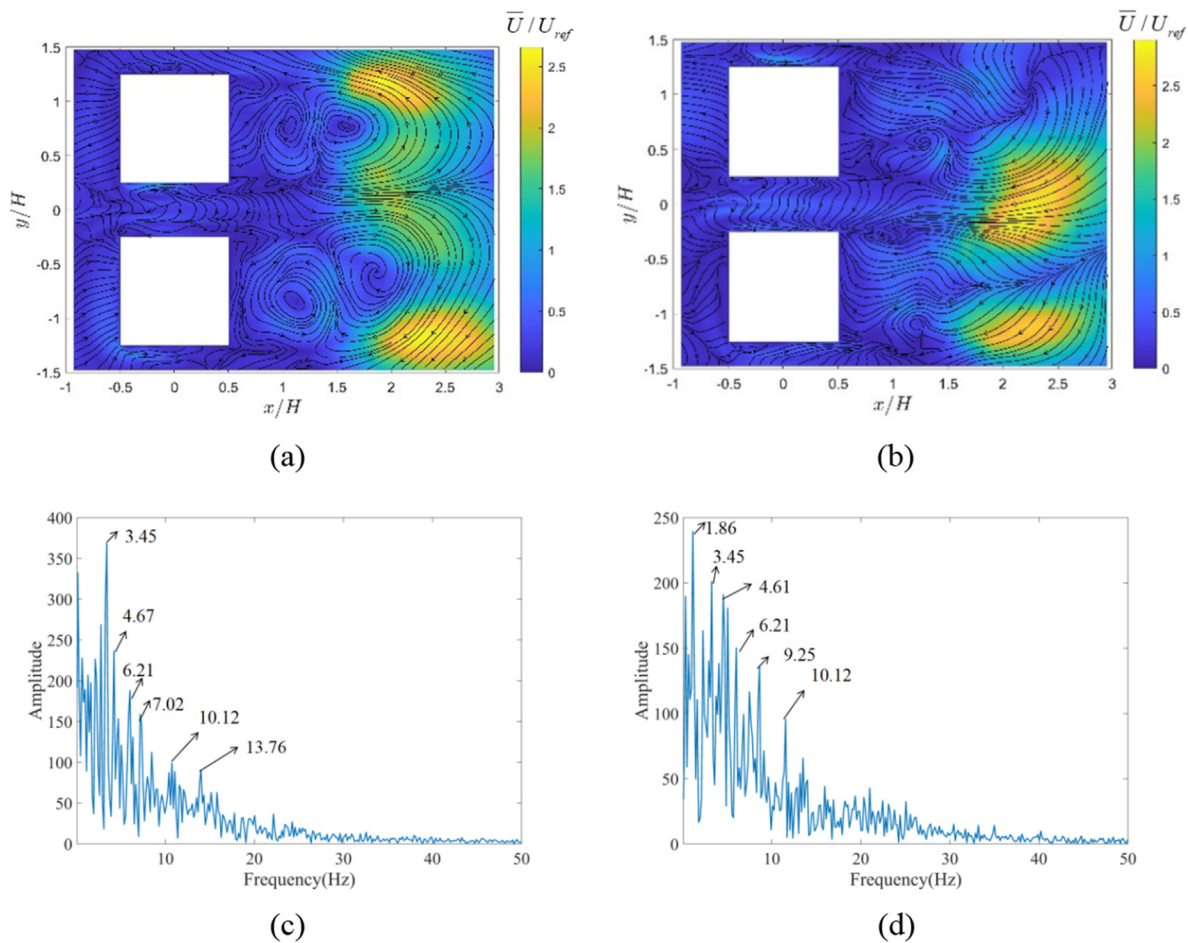 U̅ / U_ref
1.5
1
0.5
0
-0.5
-1
-1.5
y/H
-1 -0.5 0 0.5 1 1.5 2 2.5 3
x/H
2.5
2
1.5
1
0.5
0
(a)
U̅ / U_ref
1.5
1
0.5
0
-0.5
-1
-1.5
y/H
-1 -0.5 0 0.5 1 1.5 2 2.5 3
x/H
2.5
2
1.5
1
0.5
0
(b)
400
350
300
250
200
150
100
50
0
Amplitude
3.45
4.67
6.21
7.02
10.12
13.76
10 20 30 40 50
Frequency(Hz)
(c)
250
200
150
100
50
0
Amplitude
1.86
3.45
4.61
6.21
9.25
10.12
10 20 30 40 50
Frequency(Hz)
(d)